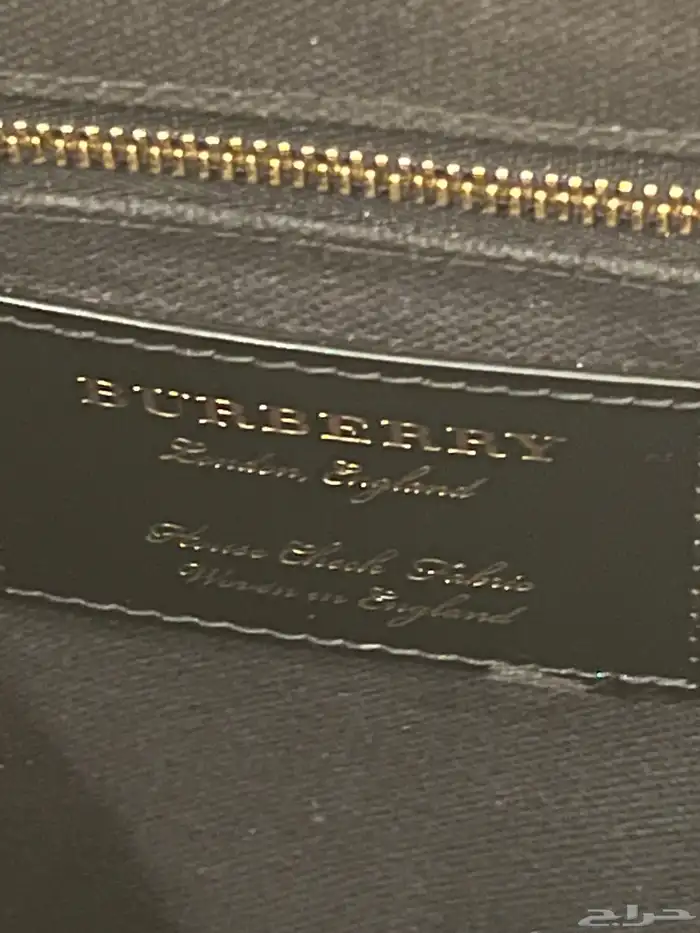 BURBERRY
London, England
House Check Fabric
Woven in England
حراج